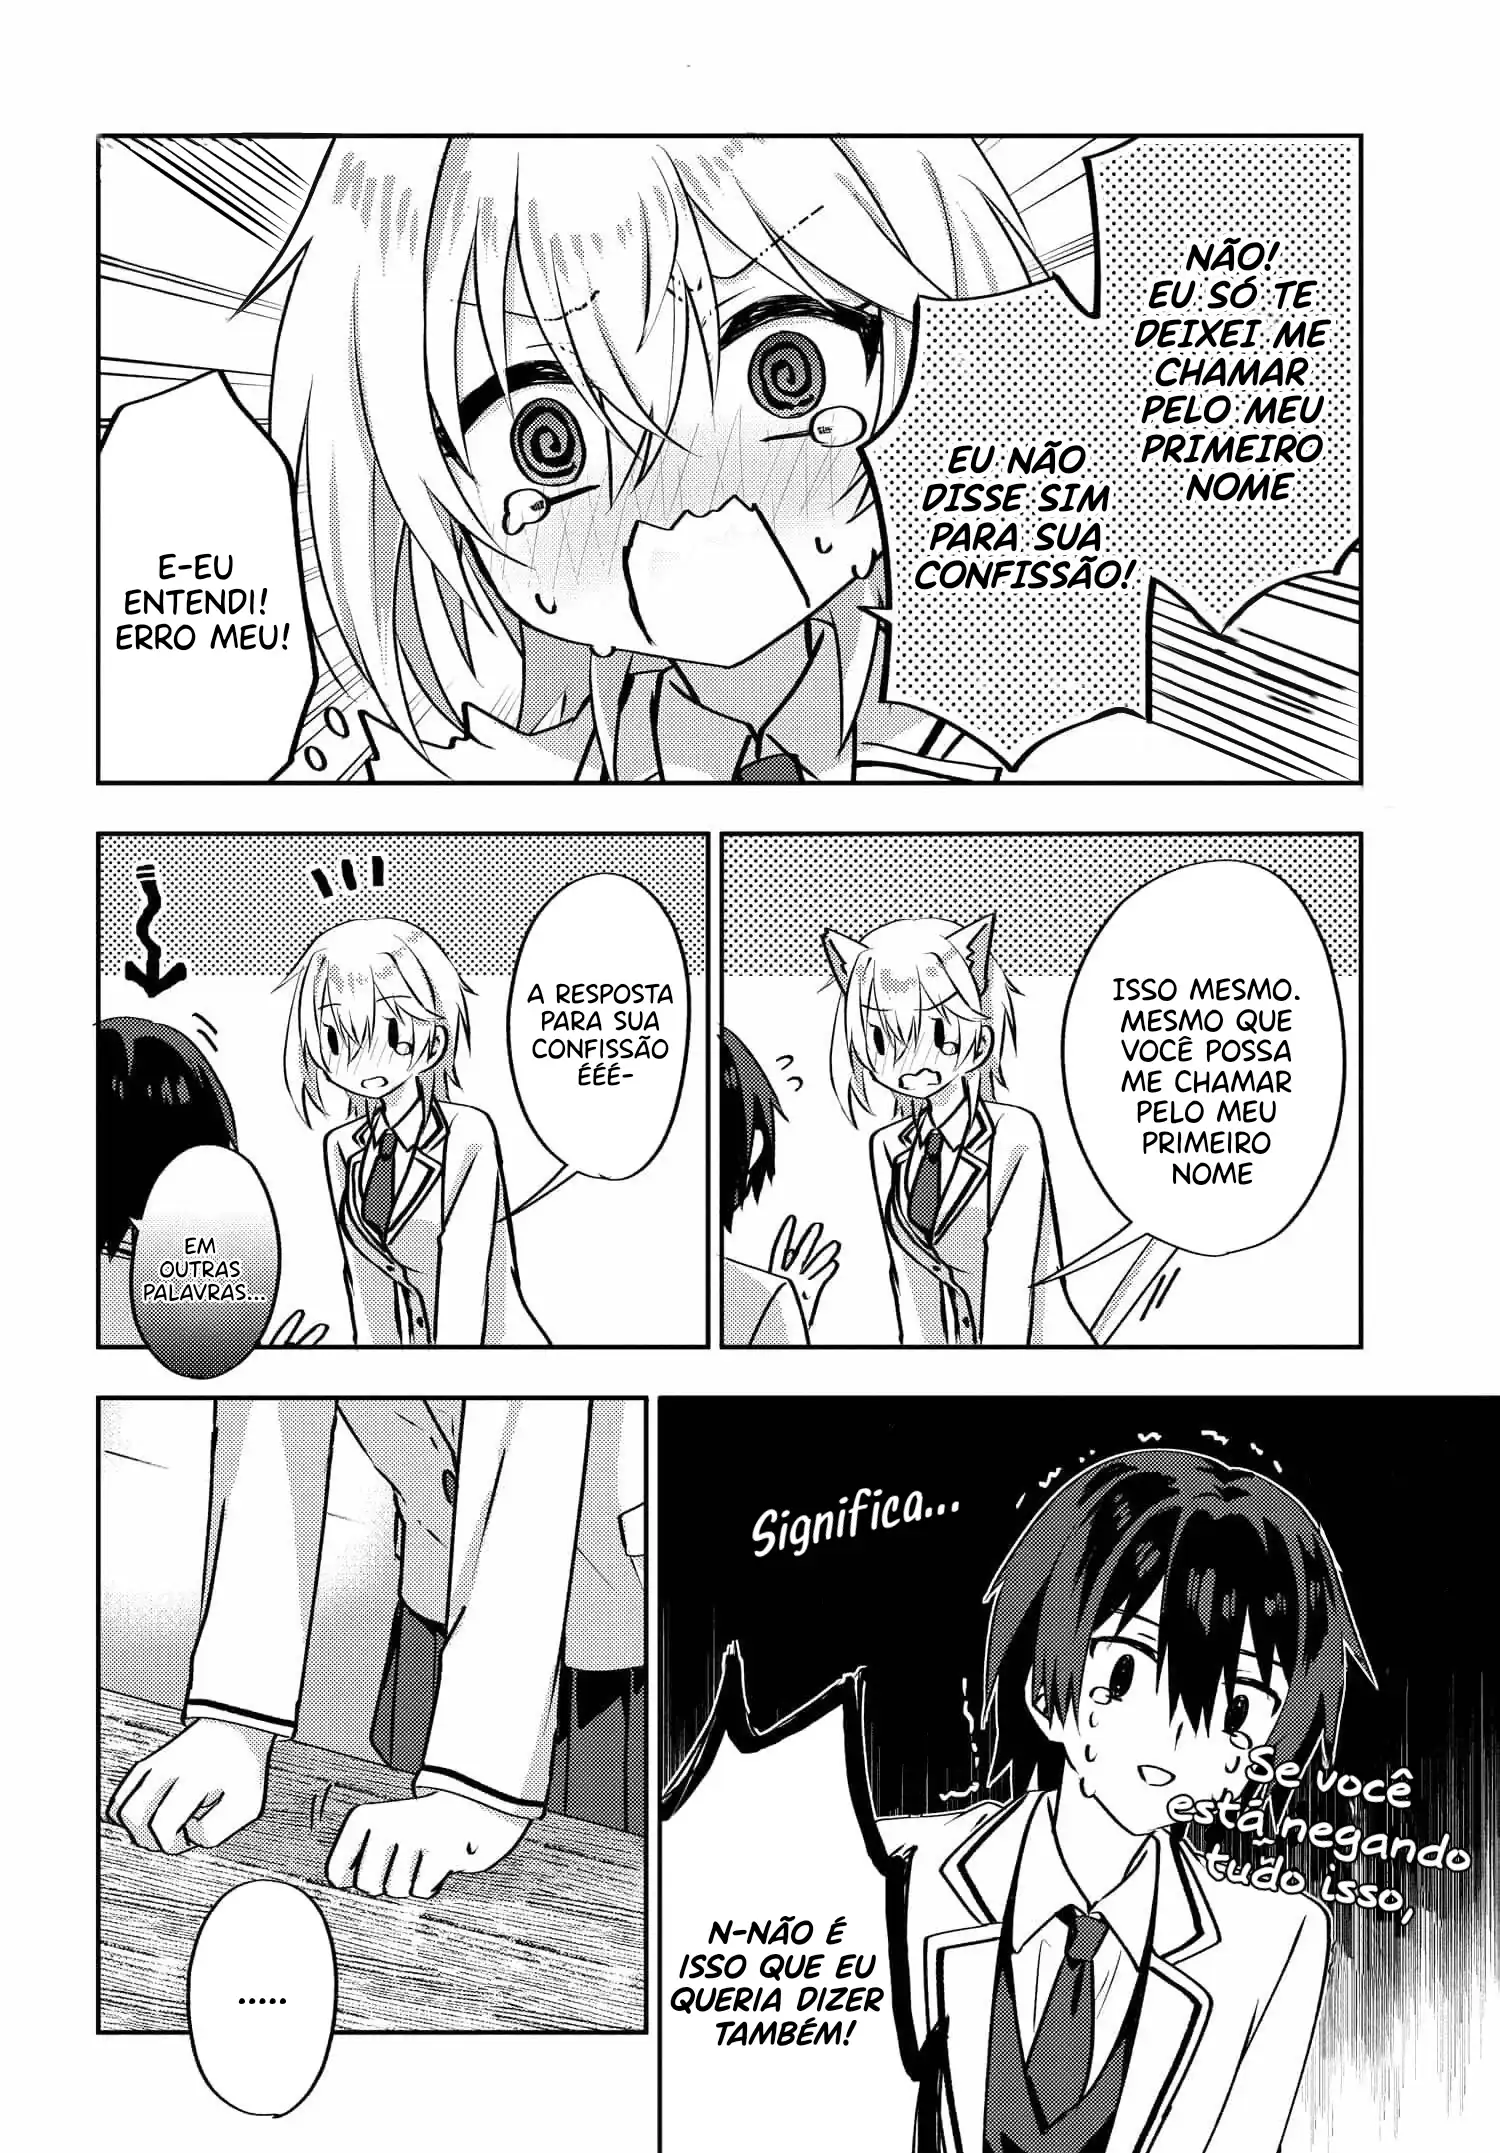 NÃO!
EU SÓ TE
DEIXEI ME
CHAMAR
PELO MEU
PRIMEIRO
NOME
EU NÃO
DISSE SIM
PARA SUA
CONFISSÃO!
E-EU
ENTENDI!
ERRO MEU!
ISSO MESMO.
MESMO QUE
VOCÊ POSSA
ME CHAMAR
PELO MEU
PRIMEIRO
NOME
A RESPOSTA
PARA SUA
CONFISSÃO
ÉÉÉ-
EM
OUTRAS
PALAVRAS...
Se você
está negando
tudo isso,
Significa...
N-NÃO É
ISSO QUE EU
QUERIA DIZER
TAMBÉM!
.....